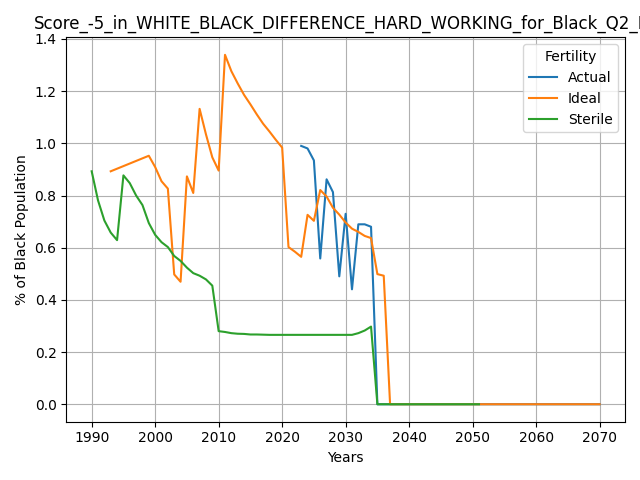 Score_-5_in_WHITE_BLACK_DIFFERENCE_HARD_WORKING_for_Black_Q2_
1.4
1.2
1.0
0.8
0.6
0.4
0.2
0.0
% of Black Population
Fertility
Actual
Ideal
Sterile
1990 2000 2010 2020 2030 2040 2050 2060 2070
Years